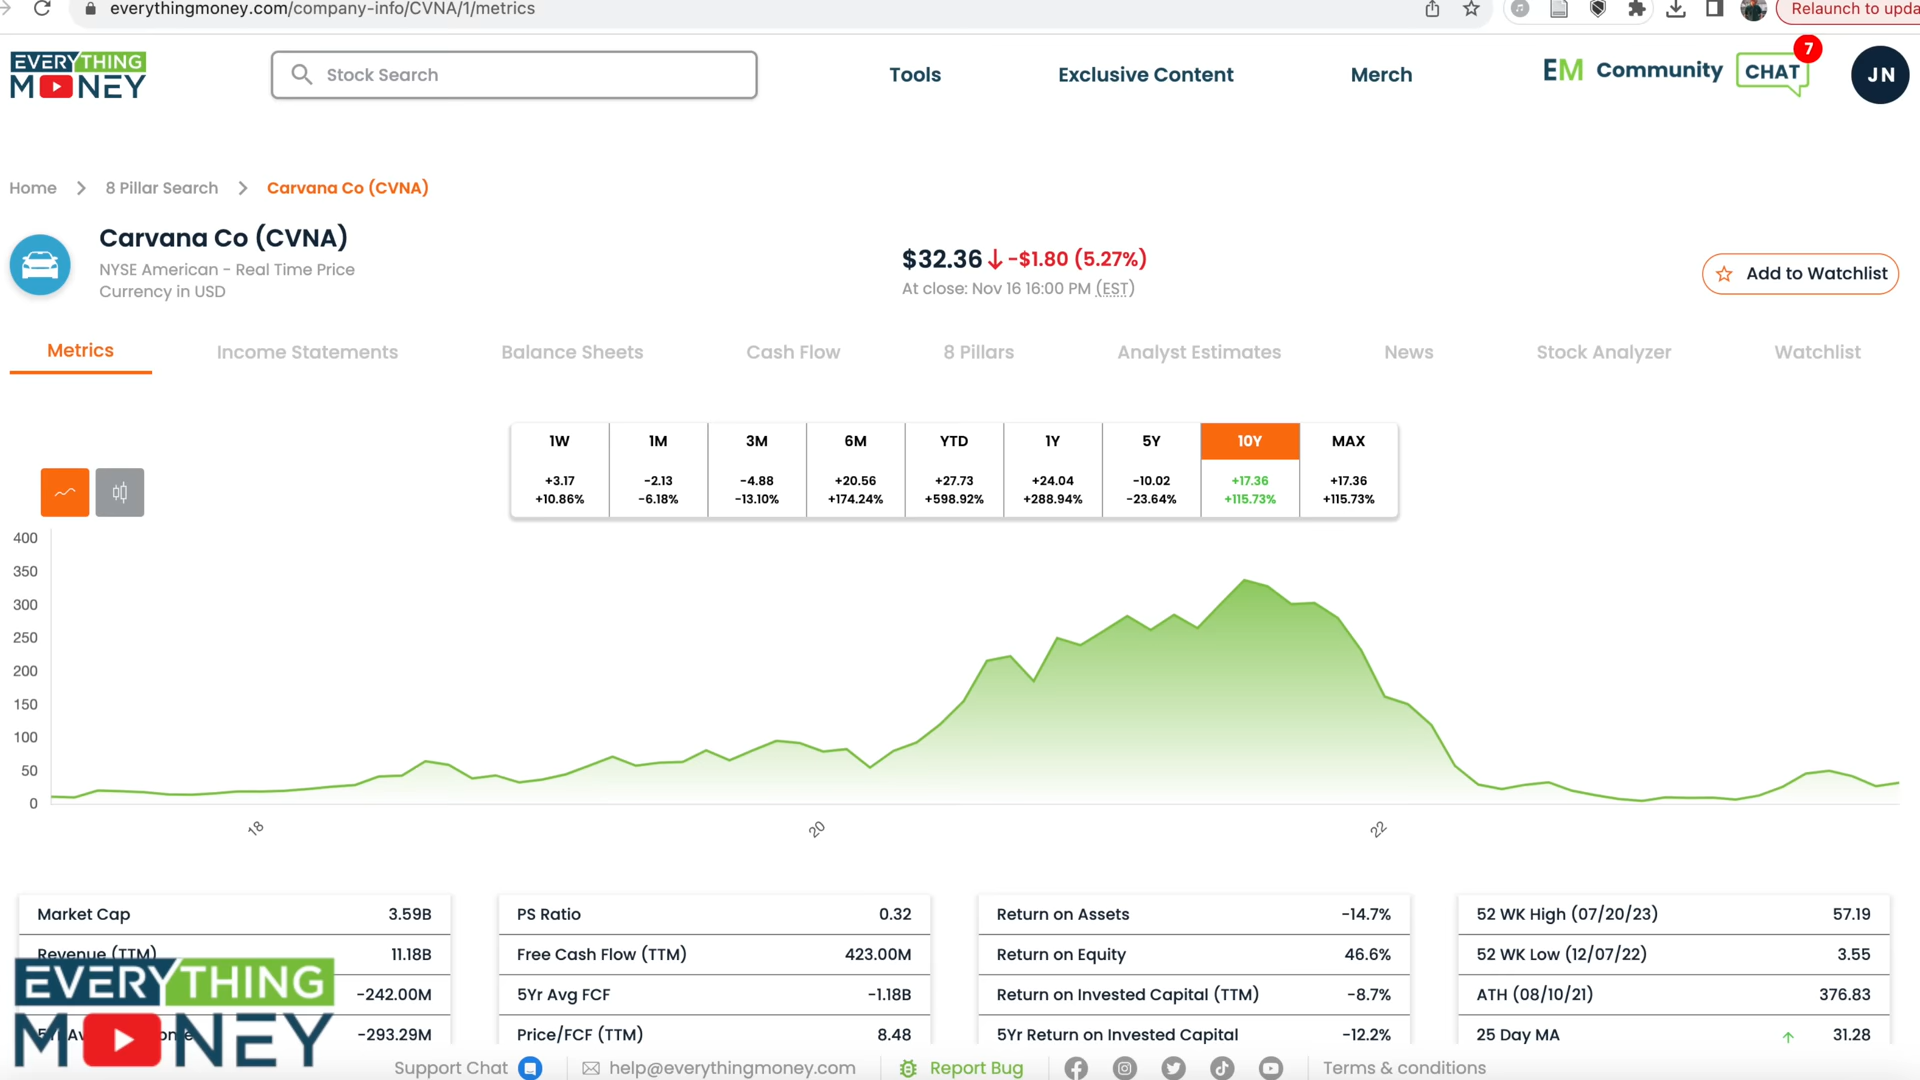 everythingmoney.com/company-info/CVNA/1/metrics
Relaunch to upda
EVERYTHING
MONEY
Stock Search
Tools
Exclusive Content
Merch
EM Community
CHAT
7
JN
Home > 8 Pillar Search > Carvana Co (CVNA)
Carvana Co (CVNA)
NYSE American - Real Time Price
Currency in USD
$32.36 ↓ -$1.80 (5.27%)
At close: Nov 16 16:00 PM (EST)
Add to Watchlist
Metrics Income Statements Balance Sheets Cash Flow 8 Pillars Analyst Estimates News Stock Analyzer Watchlist
1W 1M 3M 6M YTD 1Y 5Y 10Y MAX
+3.17 -2.13 -4.88 +20.56 +27.73 +24.04 -10.02 +17.36 +17.36
+10.86% -6.18% -13.10% +174.24% +598.92% +288.94% -23.64% +115.73% +115.73%
400
350
300
250
200
150
100
50
0
18 20 22
Market Cap 3.59B
Revenue (TTM) 11.18B
-242.00M
-293.29M
PS Ratio 0.32
Free Cash Flow (TTM) 423.00M
5Yr Avg FCF -1.18B
Price/FCF (TTM) 8.48
Return on Assets -14.7%
Return on Equity 46.6%
Return on Invested Capital (TTM) -8.7%
5Yr Return on Invested Capital -12.2%
52 WK High (07/20/23) 57.19
52 WK Low (12/07/22) 3.55
ATH (08/10/21) 376.83
25 Day MA ↑ 31.28
EVERYTHING
MONEY
Support Chat
help@everythingmoney.com
Report Bug
Terms & conditions